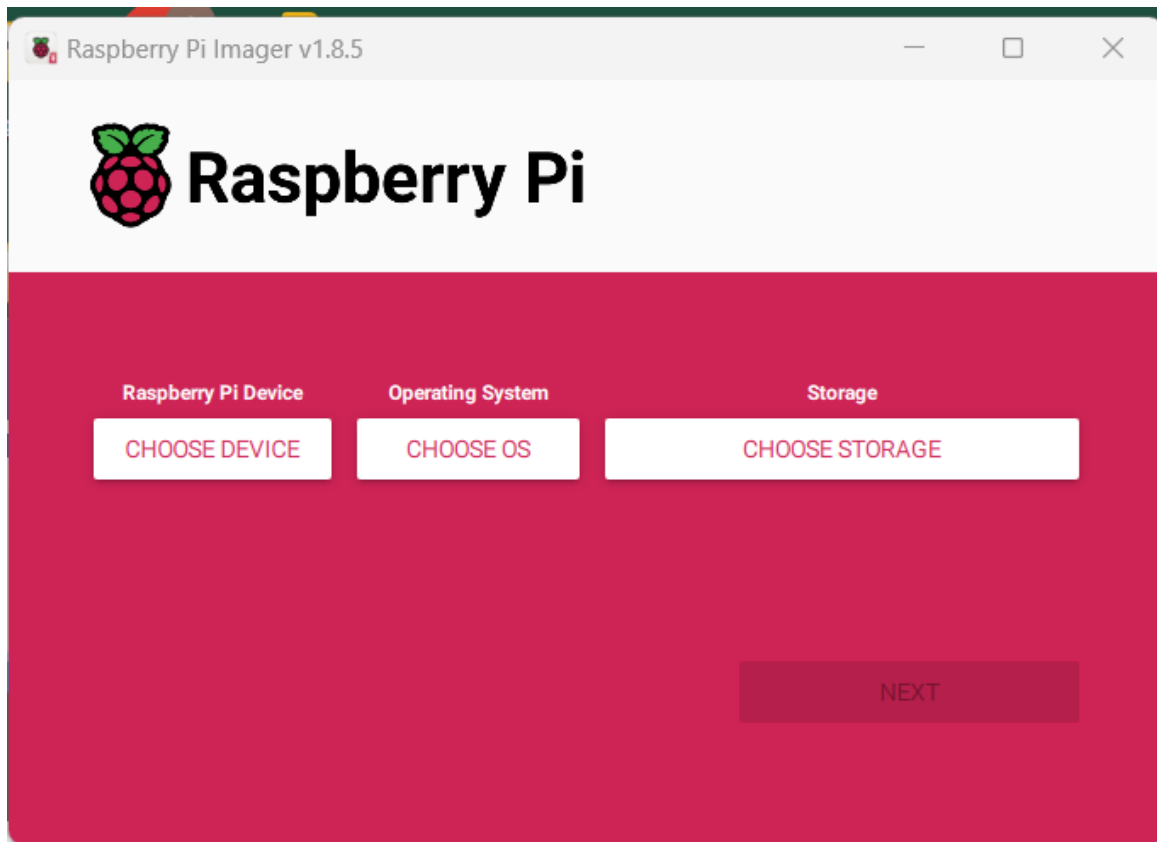 Raspberry Pi Imager v1.8.5
Raspberry Pi
Raspberry Pi Device
Operating System
Storage
CHOOSE DEVICE
CHOOSE OS
CHOOSE STORAGE
NEXT